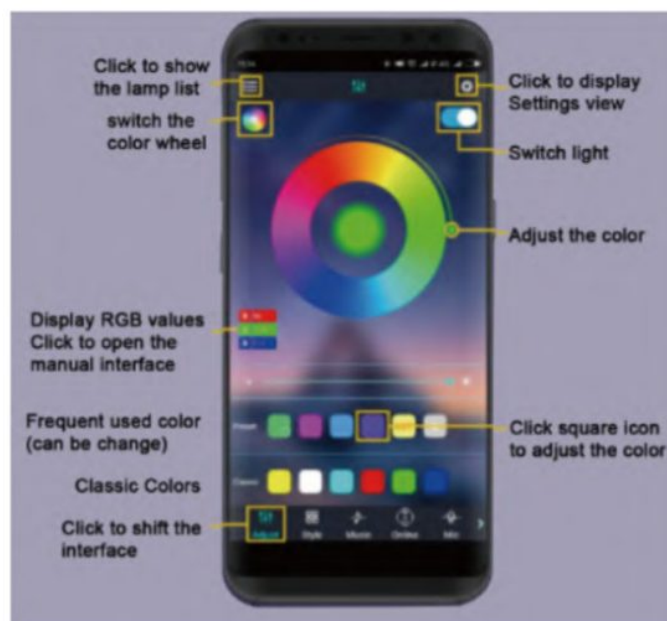 Click to show
the lamp list
switch the
color wheel
Click to display
Settings view
Switch light
Adjust the color
Display RGB values
Click to open the
manual interface
Frequent used color
(can be change)
Click square icon
to adjust the color
Classic Colors
Click to shift the
interface
Adjust
Style
Music
Mic